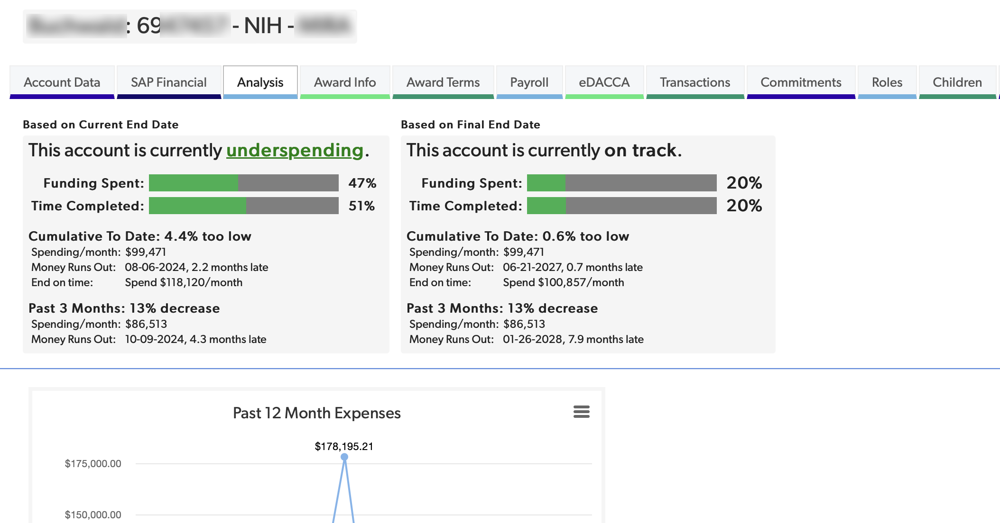 : 69 - NIH -
Account Data SAP Financial Analysis Award Info Award Terms Payroll eDACCA Transactions Commitments Roles Children
Based on Current End Date
This account is currently underspending.
Funding Spent: 47%
Time Completed: 51%
Cumulative To Date: 4.4% too low
Spending/month: $99,471
Money Runs Out: 08-06-2024, 2.2 months late
End on time: Spend $118,120/month
Past 3 Months: 13% decrease
Spending/month: $86,513
Money Runs Out: 10-09-2024, 4.3 months late
Based on Final End Date
This account is currently on track.
Funding Spent: 20%
Time Completed: 20%
Cumulative To Date: 0.6% too low
Spending/month: $99,471
Money Runs Out: 06-21-2027, 0.7 months late
End on time: Spend $100,857/month
Past 3 Months: 13% decrease
Spending/month: $86,513
Money Runs Out: 01-26-2028, 7.9 months late
Past 12 Month Expenses
$178,195.21
$175,000.00
$150,000.00